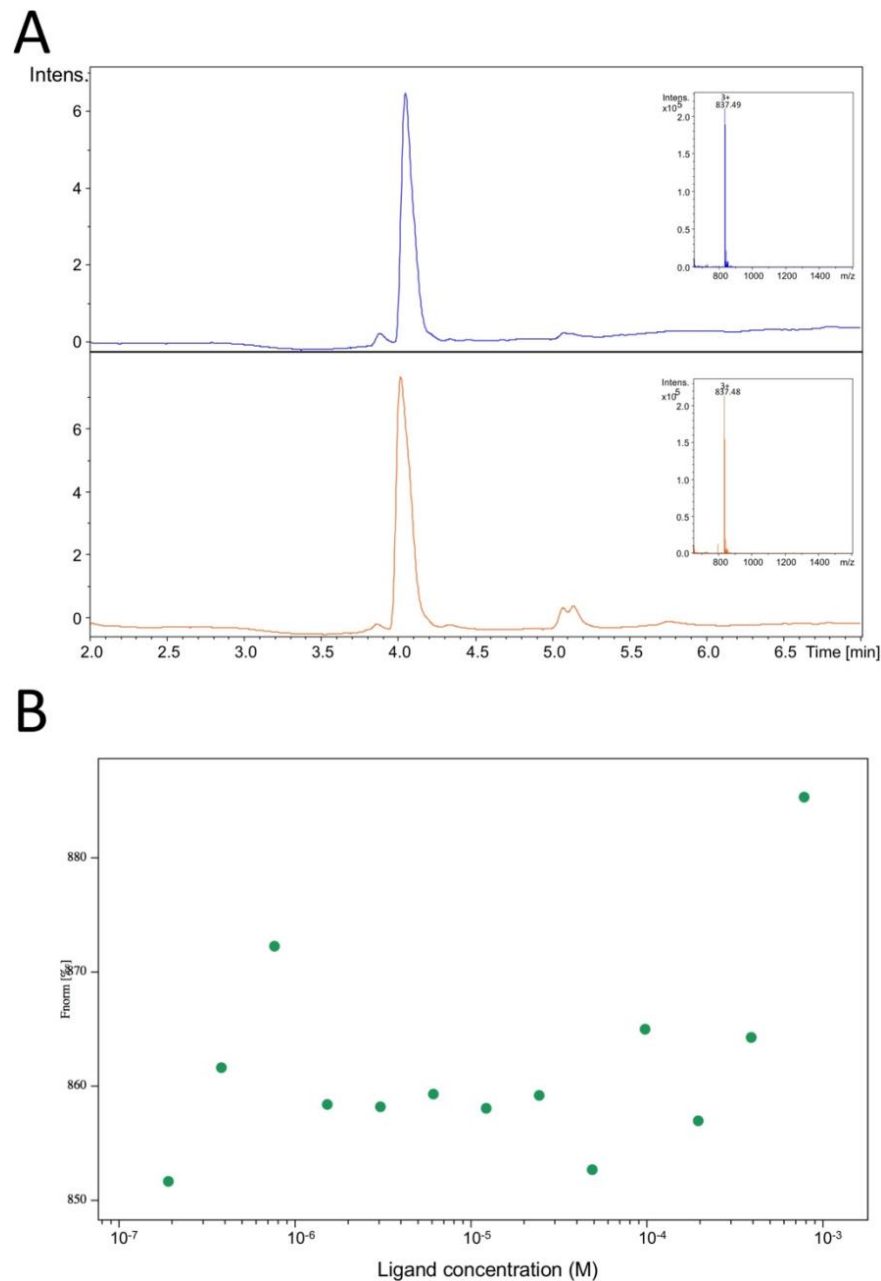 A
Intens.
6
4
2
0
Intens.
x10
5
3+
837.49
2.0
1.5
1.0
0.5
0.0
800 1000 1200 1400 m/z
6
4
2
0
Intens.
x10
5
3+
837.48
2.0
1.5
1.0
0.5
0.0
800 1000 1200 1400 m/z
2.0 2.5 3.0 3.5 4.0 4.5 5.0 5.5 6.0 6.5 Time [min]
B
Fnorm [‰]
880
870
860
850
10-7 10-6 10-5 10-4 10-3
Ligand concentration (M)